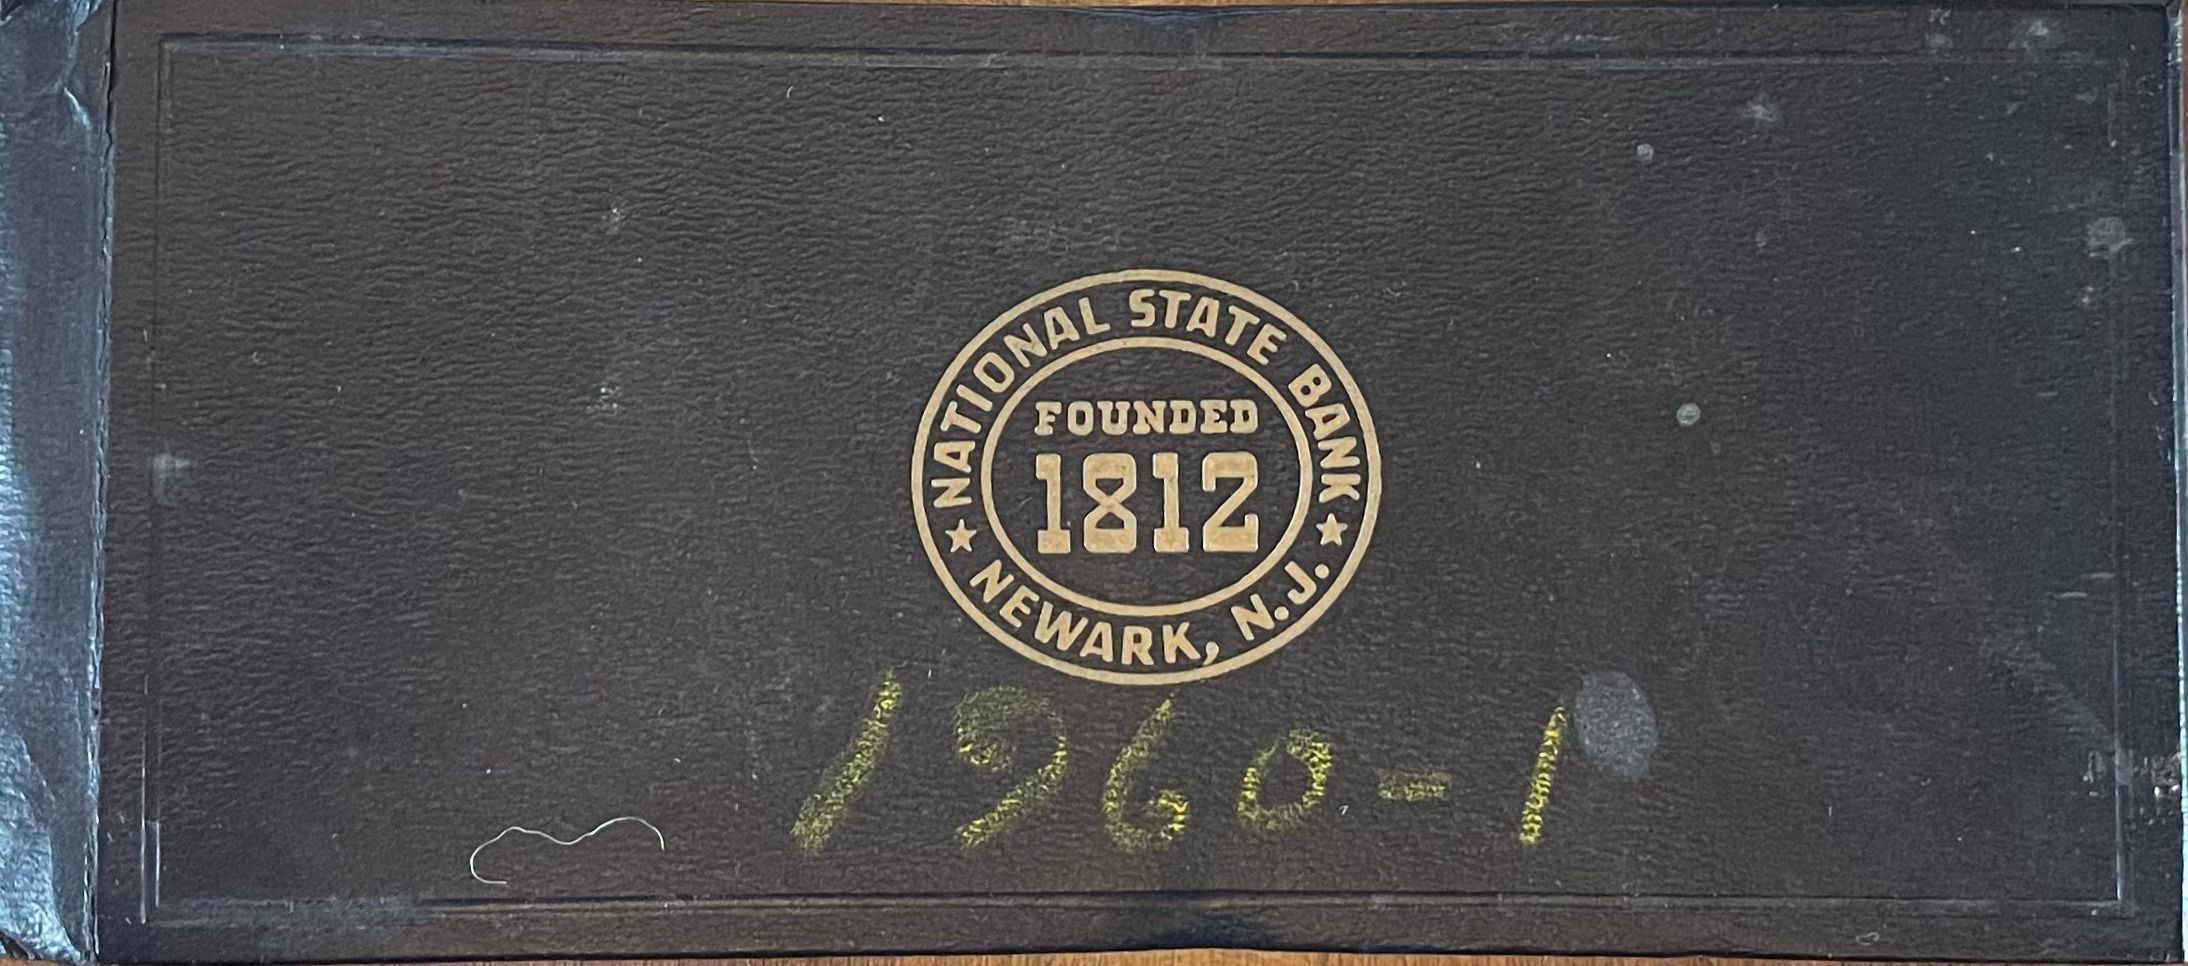 NATIONAL STATE BANK
FOUNDED
1812
★ NEWARK, N.J. ★
1960-1